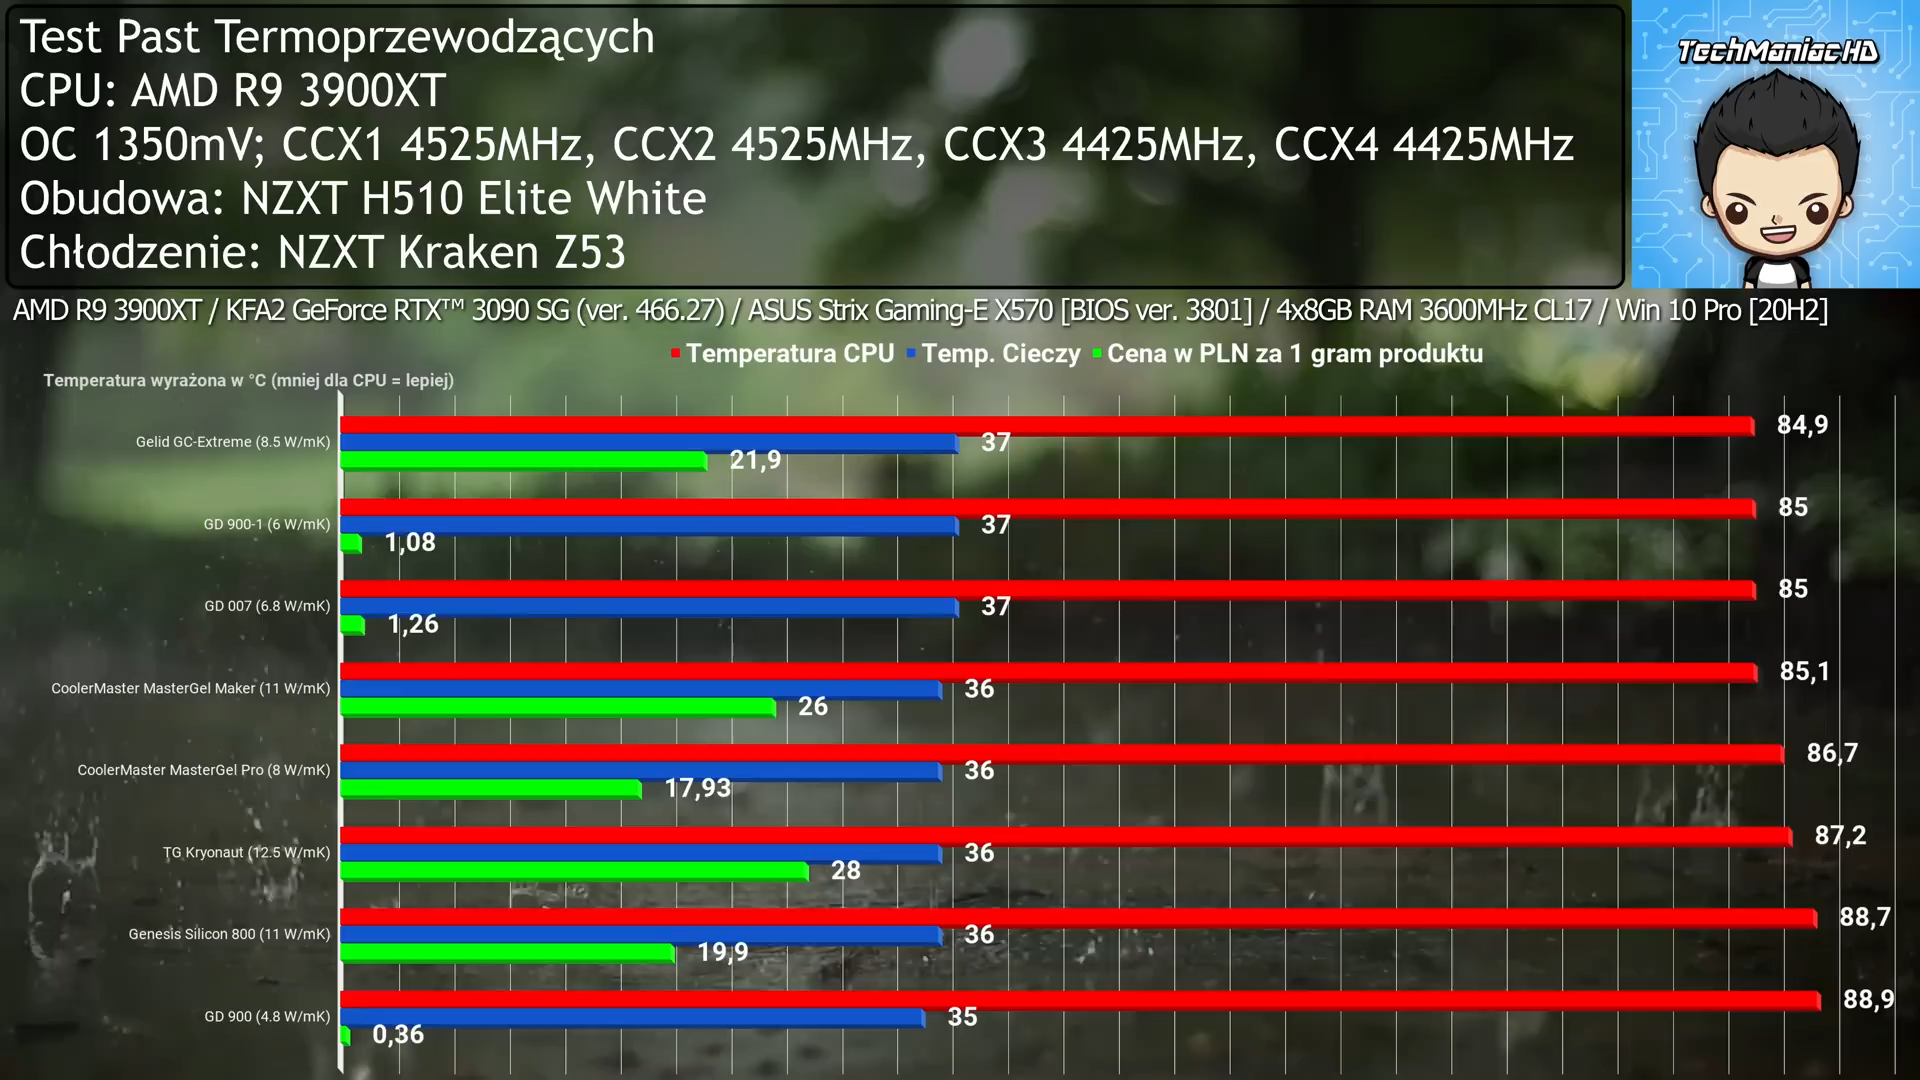 Test Past Termoprzewodzących
CPU: AMD R9 3900XT
OC 1350mV; CCX1 4525MHz, CCX2 4525MHz, CCX3 4425MHz, CCX4 4425MHz
Obudowa: NZXT H510 Elite White
Chłodzenie: NZXT Kraken Z53
TechManiacHD
AMD R9 3900XT / KFA2 GeForce RTX™ 3090 SG (ver. 466.27) / ASUS Strix Gaming-E X570 [BIOS ver. 3801] / 4x8GB RAM 3600MHz CL17 / Win 10 Pro [20H2]
Temperatura CPU Temp. Cieczy Cena w PLN za 1 gram produktu
Temperatura wyrażona w °C (mniej dla CPU = lepiej)
84,9
Gelid GC-Extreme (8.5 W/mK) 37
21,9
85
GD 900-1 (6 W/mK) 37
1,08
85
GD 007 (6.8 W/mK) 37
1,26
85,1
CoolerMaster MasterGel Maker (11 W/mK) 36
26
86,7
CoolerMaster MasterGel Pro (8 W/mK) 36
17,93
87,2
TG Kryonaut (12.5 W/mK) 36
28
88,7
Genesis Silicon 800 (11 W/mK) 36
19,9
88,9
GD 900 (4.8 W/mK) 35
0,36